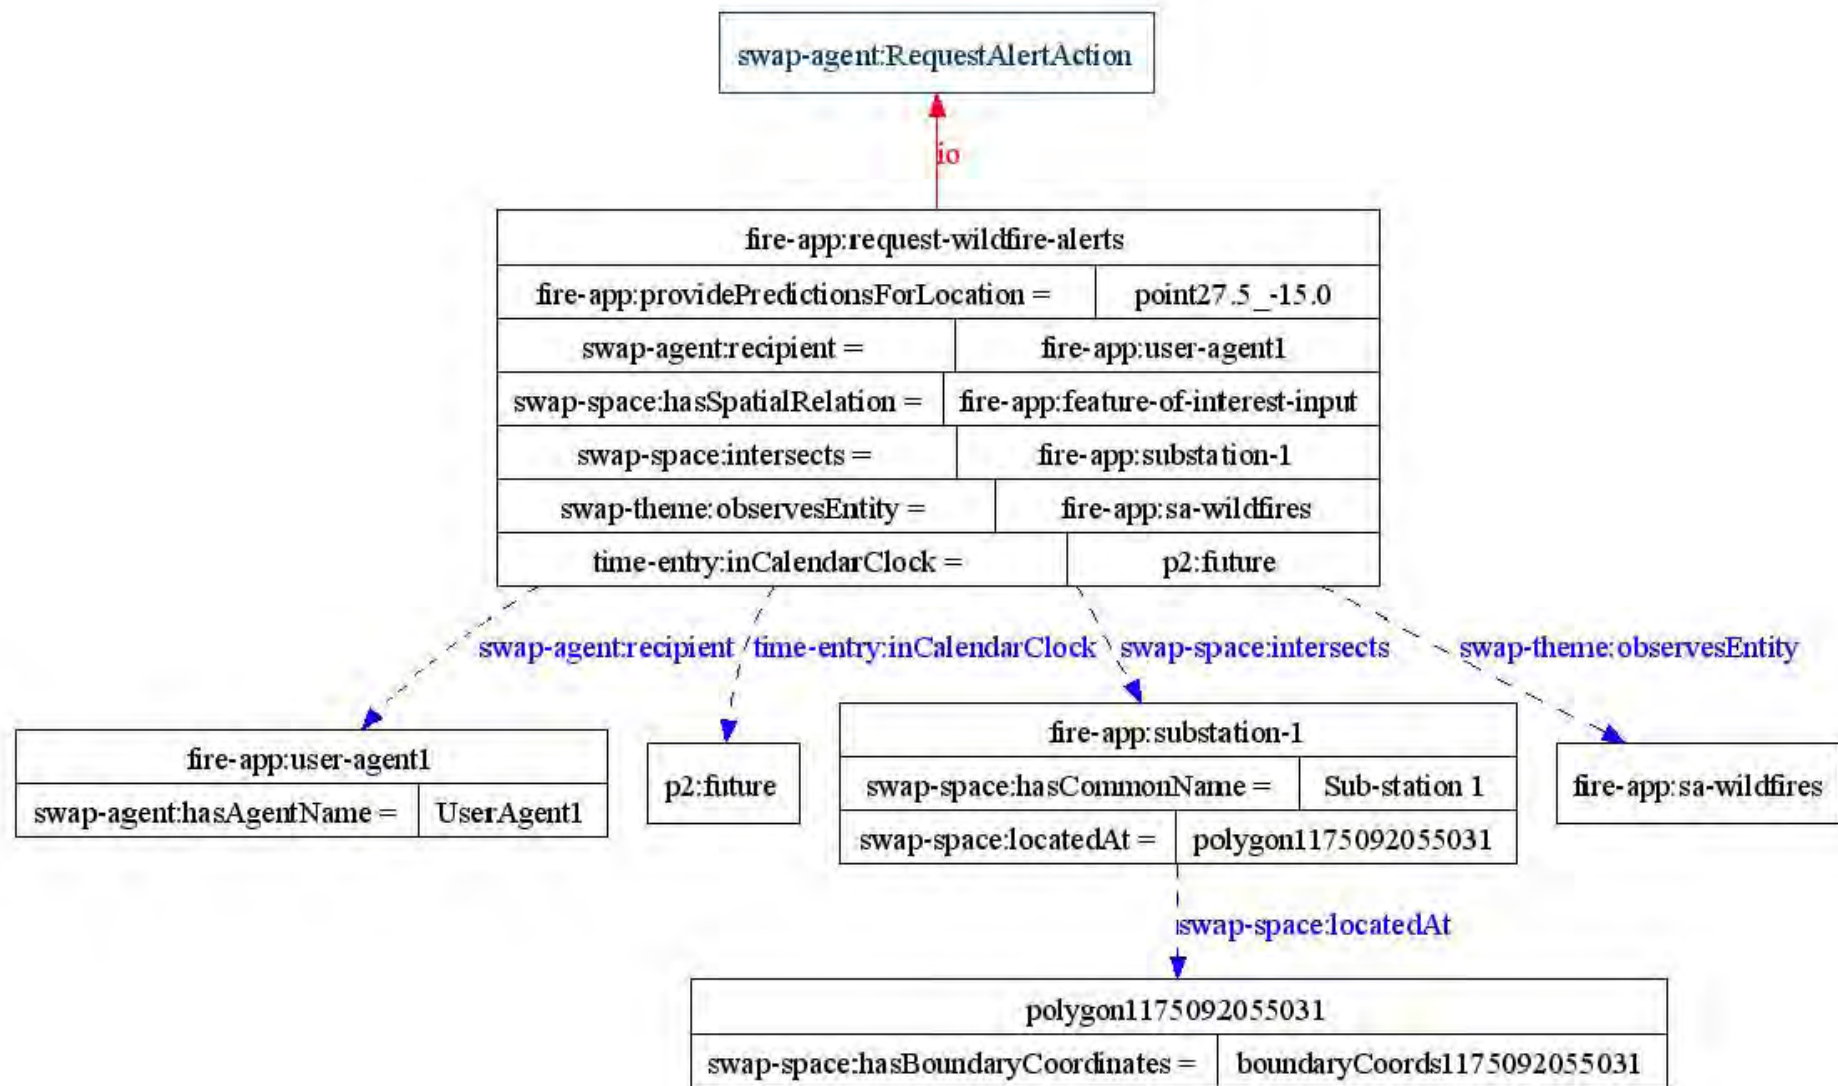 swap-agent:RequestAlertAction
io
fire-app:request-wildfire-alerts
fire-app:providePredictionsForLocation = point27.5_-15.0
swap-agent:recipient = fire-app:user-agent1
swap-space:hasSpatialRelation = fire-app:feature-of-interest-input
swap-space:intersects = fire-app:substation-1
swap-theme:observesEntity = fire-app:sa-wildfires
time-entry:inCalendarClock = p2:future
swap-agent:recipient time-entry:inCalendarClock swap-space:intersects swap-theme:observesEntity
fire-app:user-agent1
swap-agent:hasAgentName = UserAgent1
p2:future
fire-app:substation-1
swap-space:hasCommonName = Sub-station 1
swap-space:locatedAt = polygon1175092055031
fire-app:sa-wildfires
swap-space:locatedAt
polygon1175092055031
swap-space:hasBoundaryCoordinates = boundaryCoords1175092055031